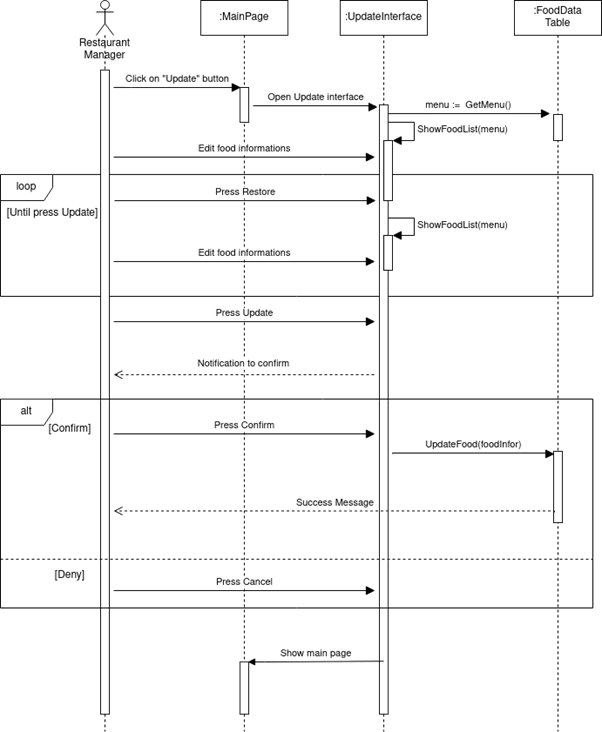 :MainPage
:UpdateInterface
:FoodData
Table
Restaurant
Manager
Click on "Update" button
Open Update interface
menu := GetMenu()
ShowFoodList(menu)
Edit food informations
loop
[Until press Update]
Press Restore
ShowFoodList(menu)
Edit food informations
Press Update
Notification to confirm
alt
[Confirm]
Press Confirm
UpdateFood(foodInfor)
Success Message
[Deny]
Press Cancel
Show main page